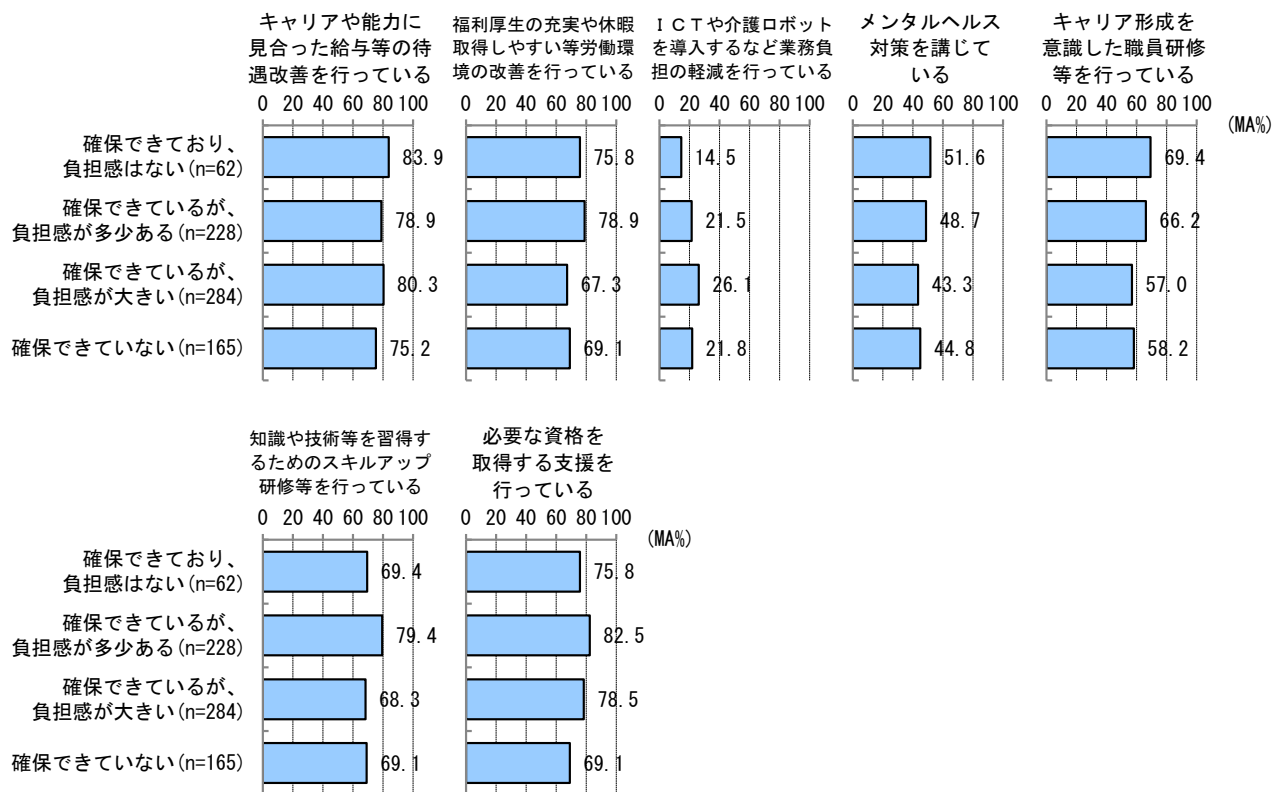 キャリアや能力に
見合った給与等の待
遇改善を行っている
福利厚生の充実や休暇
取得しやすい等労働環
境の改善を行っている
ＩＣＴや介護ロボット
を導入するなど業務負
担の軽減を行っている
メンタルヘルス
対策を講じて
いる
キャリア形成を
意識した職員研修
等を行っている
0 20 40 60 80 100
0 20 40 60 80 100
0 20 40 60 80 100
0 20 40 60 80 100
0 20 40 60 80 100
(MA%)
確保できており、
負担感はない(n=62)
83.9
75.8
14.5
51.6
69.4
確保できているが、
負担感が多少ある(n=228)
78.9
78.9
21.5
48.7
66.2
確保できているが、
負担感が大きい(n=284)
80.3
67.3
26.1
43.3
57.0
確保できていない(n=165)
75.2
69.1
21.8
44.8
58.2
知識や技術等を習得す
るためのスキルアップ
研修等を行っている
必要な資格を
取得する支援を
行っている
0 20 40 60 80 100
0 20 40 60 80 100
(MA%)
確保できており、
負担感はない(n=62)
69.4
75.8
確保できているが、
負担感が多少ある(n=228)
79.4
82.5
確保できているが、
負担感が大きい(n=284)
68.3
78.5
確保できていない(n=165)
69.1
69.1